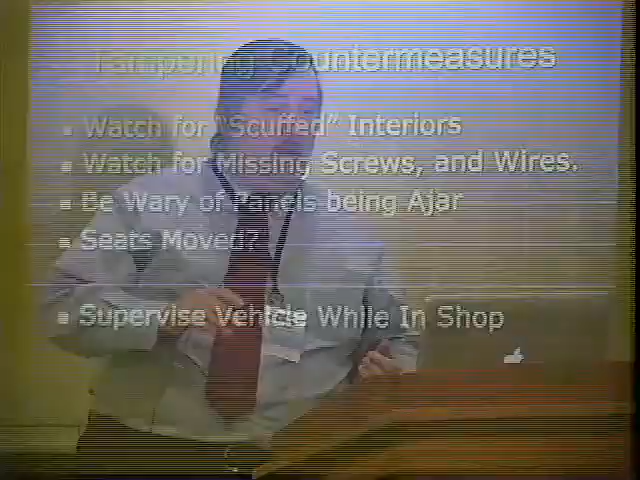 Tampering Countermeasures
Watch for “Scuffed” Interiors
Watch for Missing Screws, and Wires.
Be Wary of Panels being Ajar
Seats Moved?
Supervise Vehicle While In Shop